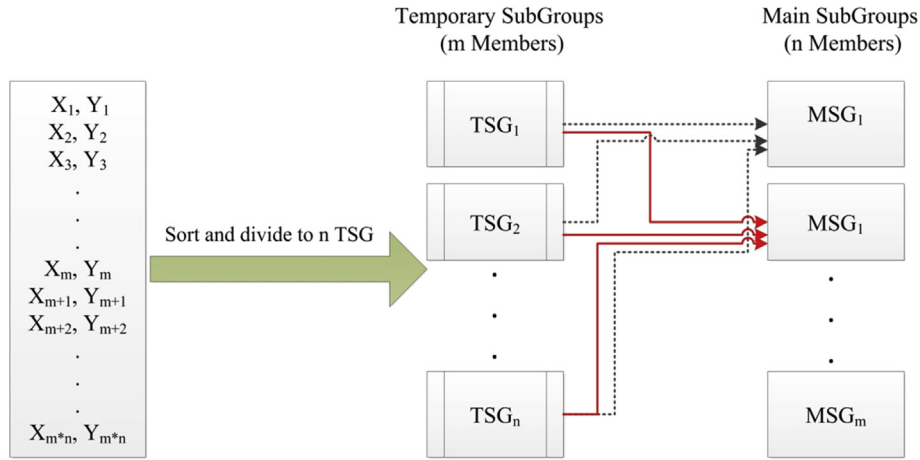 Temporary SubGroups
(m Members)
Main SubGroups
(n Members)
X₁, Y₁
X₂, Y₂
X₃, Y₃
.
.
.
Xₘ, Yₘ
Xₘ₊₁, Yₘ₊₁
Xₘ₊₂, Yₘ₊₂
.
.
.
Xₘ*ₙ, Yₘ*ₙ
Sort and divide to n TSG
TSG₁
TSG₂
.
.
.
TSGₙ
MSG₁
MSG₁
.
.
.
MSGₘ